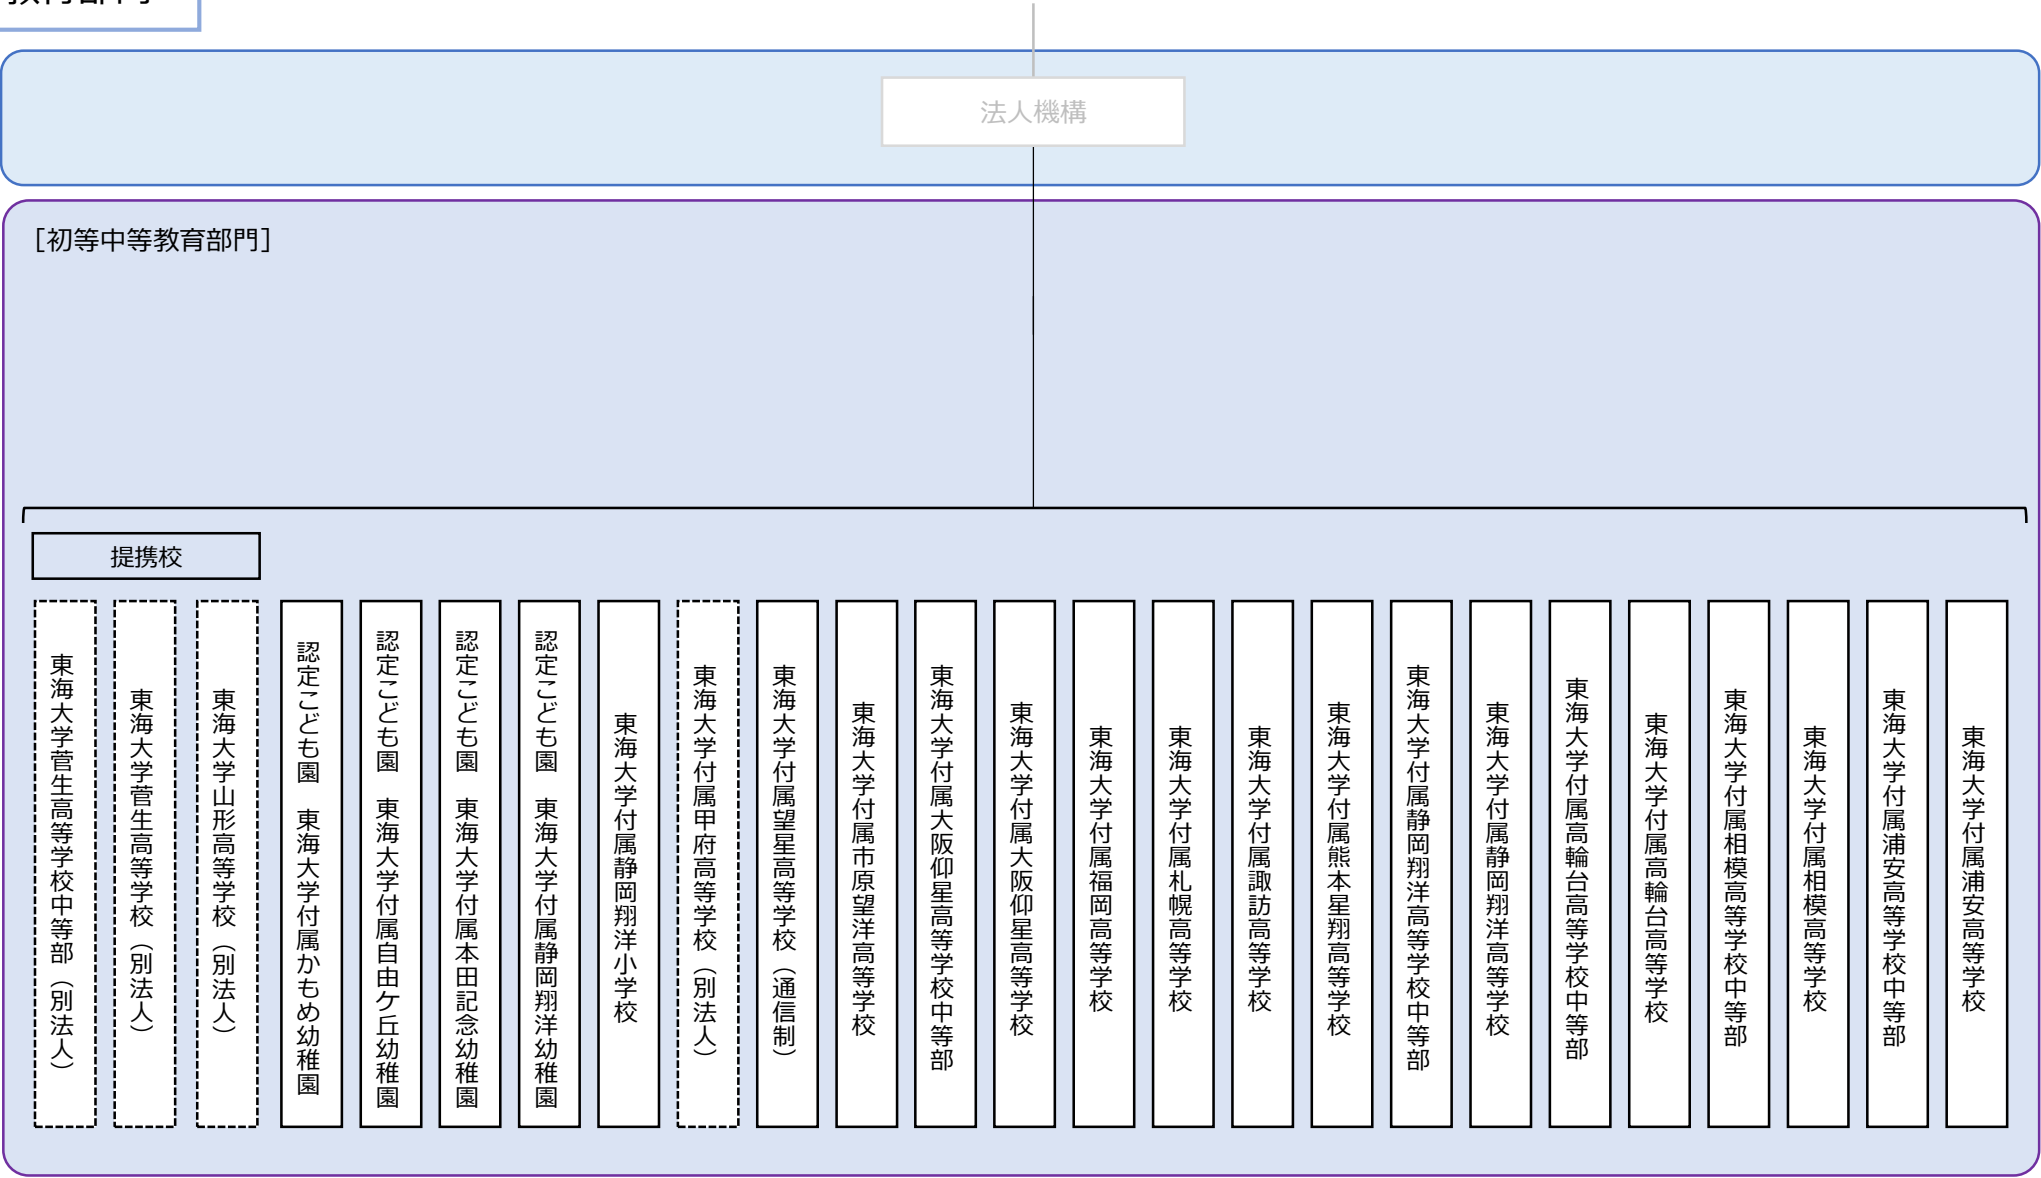 法人機構
［初等中等教育部門］
提携校
東海大学付属浦安高等学校
東海大学付属浦安高等学校中等部
東海大学付属相模高等学校
東海大学付属相模高等学校中等部
東海大学付属高輪台高等学校
東海大学付属高輪台高等学校中等部
東海大学付属静岡翔洋高等学校
東海大学付属静岡翔洋高等学校中等部
東海大学付属熊本星翔高等学校
東海大学付属諏訪高等学校
東海大学付属札幌高等学校
東海大学付属福岡高等学校
東海大学付属大阪仰星高等学校
東海大学付属大阪仰星高等学校中等部
東海大学付属市原望洋高等学校
東海大学付属望星高等学校（通信制）
東海大学付属甲府高等学校（別法人）
東海大学付属静岡翔洋小学校
認定こども園　東海大学付属静岡翔洋幼稚園
認定こども園　東海大学付属本田記念幼稚園
認定こども園　東海大学付属自由ケ丘幼稚園
認定こども園　東海大学付属かもめ幼稚園
東海大学山形高等学校（別法人）
東海大学菅生高等学校（別法人）
東海大学菅生高等学校中等部（別法人）